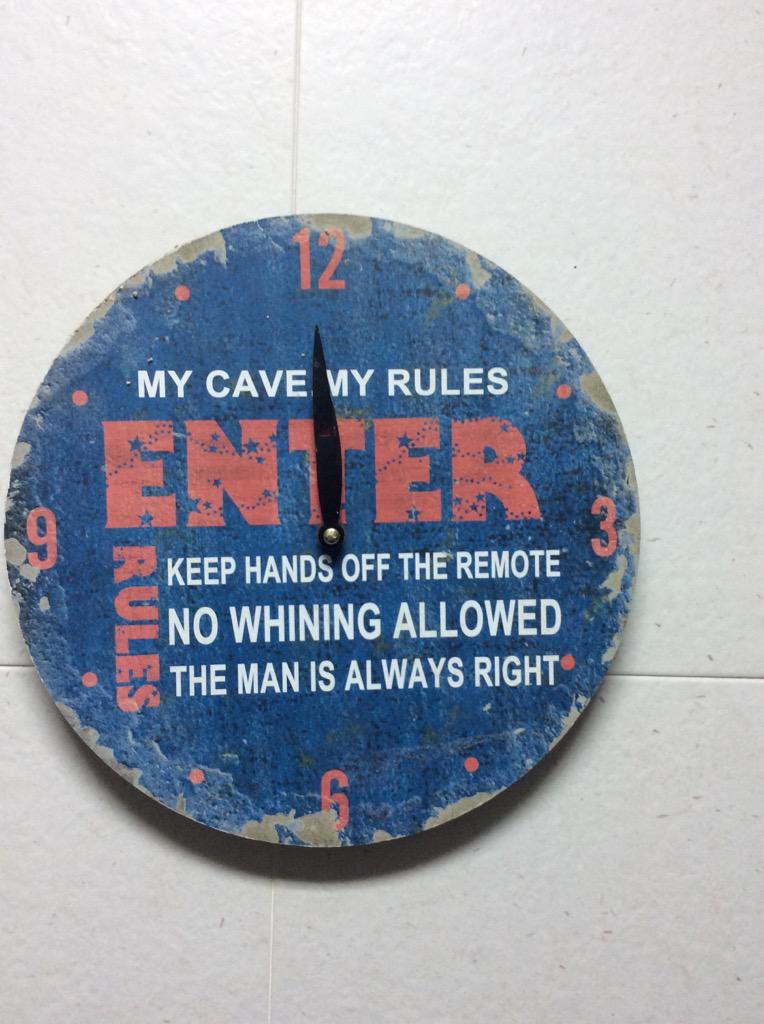 12
MY CAVE,MY RULES
ENTER
9
3
RULES
KEEP HANDS OFF THE REMOTE
NO WHINING ALLOWED
THE MAN IS ALWAYS RIGHT
6